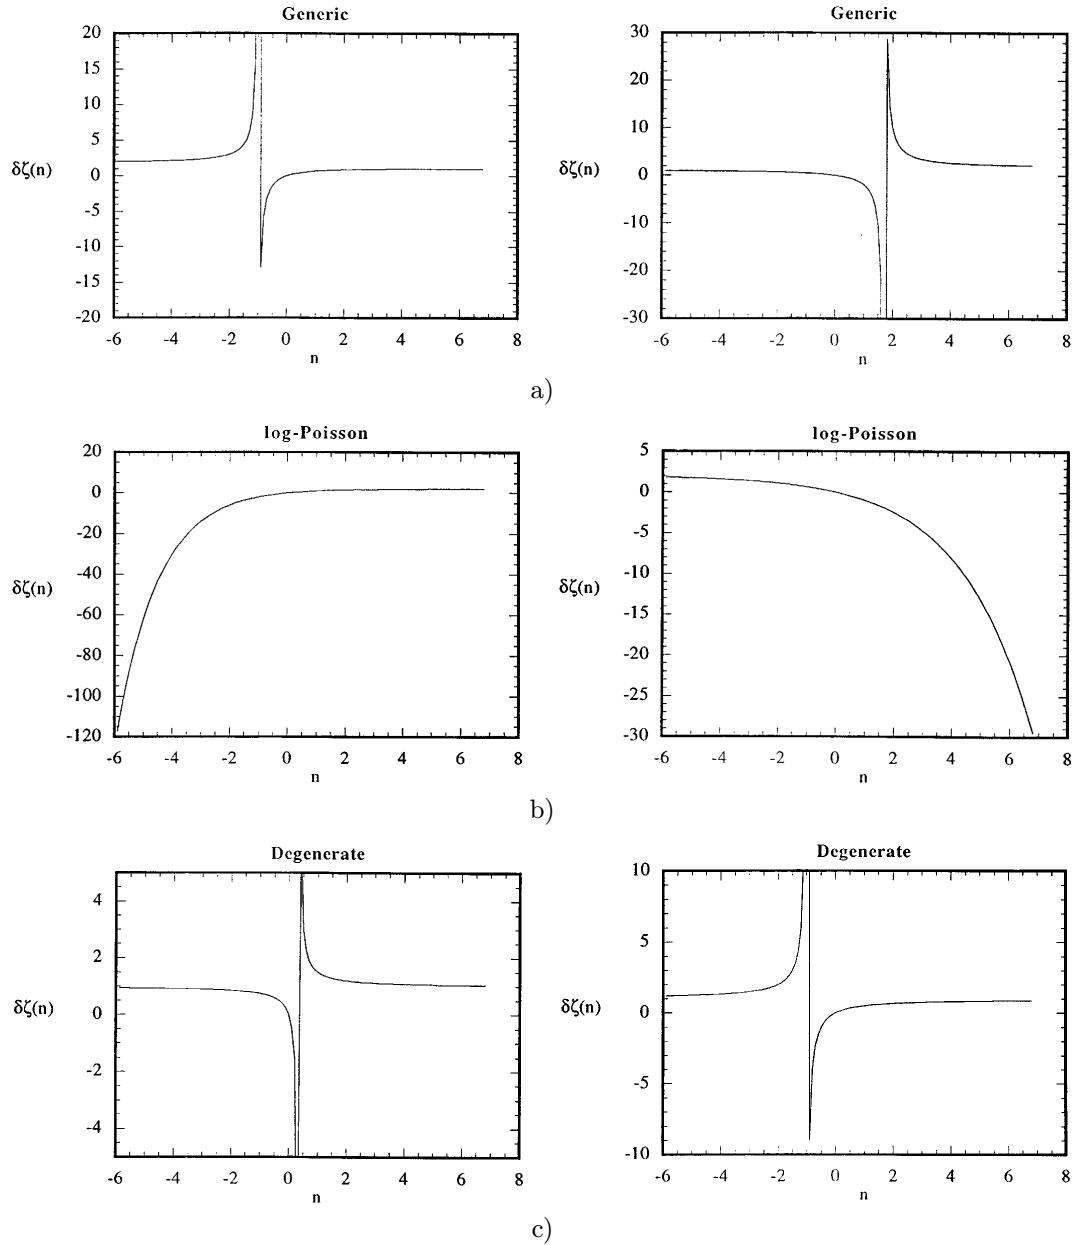 Generic
20
15
10
5
0
-5
-10
-15
-20
δζ(n)
-6 -4 -2 0 2 4 6 8
n
Generic
30
20
10
0
-10
-20
-30
δζ(n)
-6 -4 -2 0 2 4 6 8
n
a)
log-Poisson
20
0
-20
-40
-60
-80
-100
-120
δζ(n)
-6 -4 -2 0 2 4 6 8
n
log-Poisson
5
0
-5
-10
-15
-20
-25
-30
δζ(n)
-6 -4 -2 0 2 4 6 8
n
b)
Degenerate
4
2
0
-2
-4
δζ(n)
-6 -4 -2 0 2 4 6 8
n
Degenerate
10
5
0
-5
-10
δζ(n)
-6 -4 -2 0 2 4 6 8
n
c)